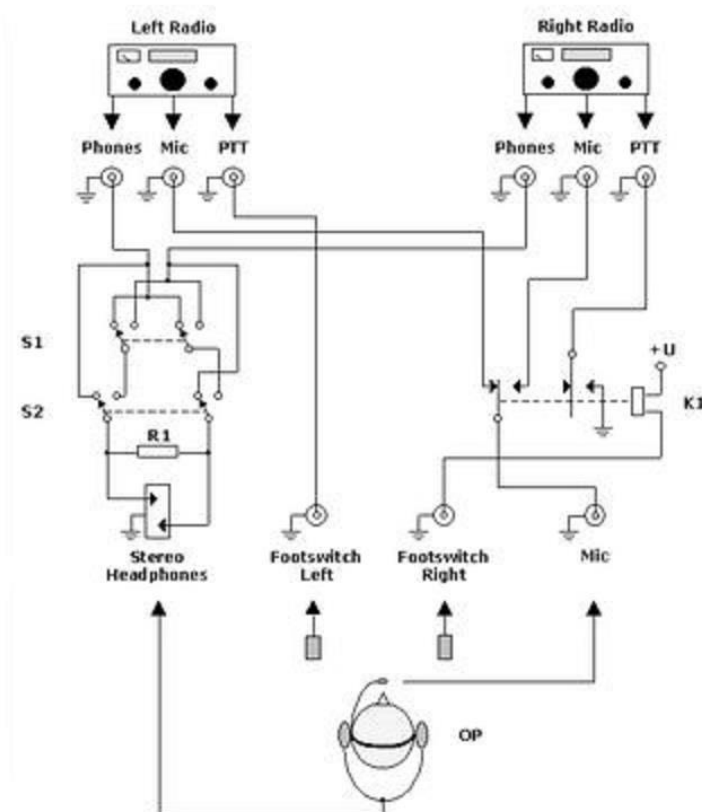 Left Radio
Right Radio
Phones Mic PTT
Phones Mic PTT
S1
+U
S2
K1
R1
Stereo
Headphones
Footswitch
Left
Footswitch
Right
Mic
OP